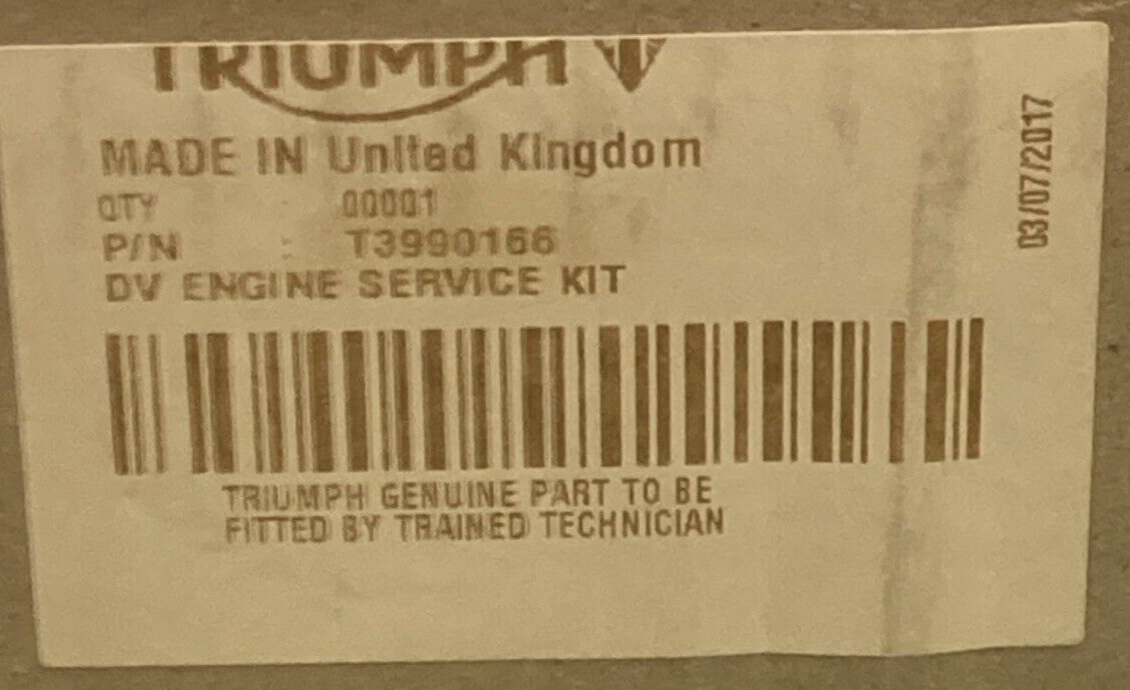 TRIUMPH
MADE IN United Kingdom
QTY 00001
P/N : T3990166
DV ENGINE SERVICE KIT
TRIUMPH GENUINE PART TO BE
FITTED BY TRAINED TECHNICIAN
03/07/2017